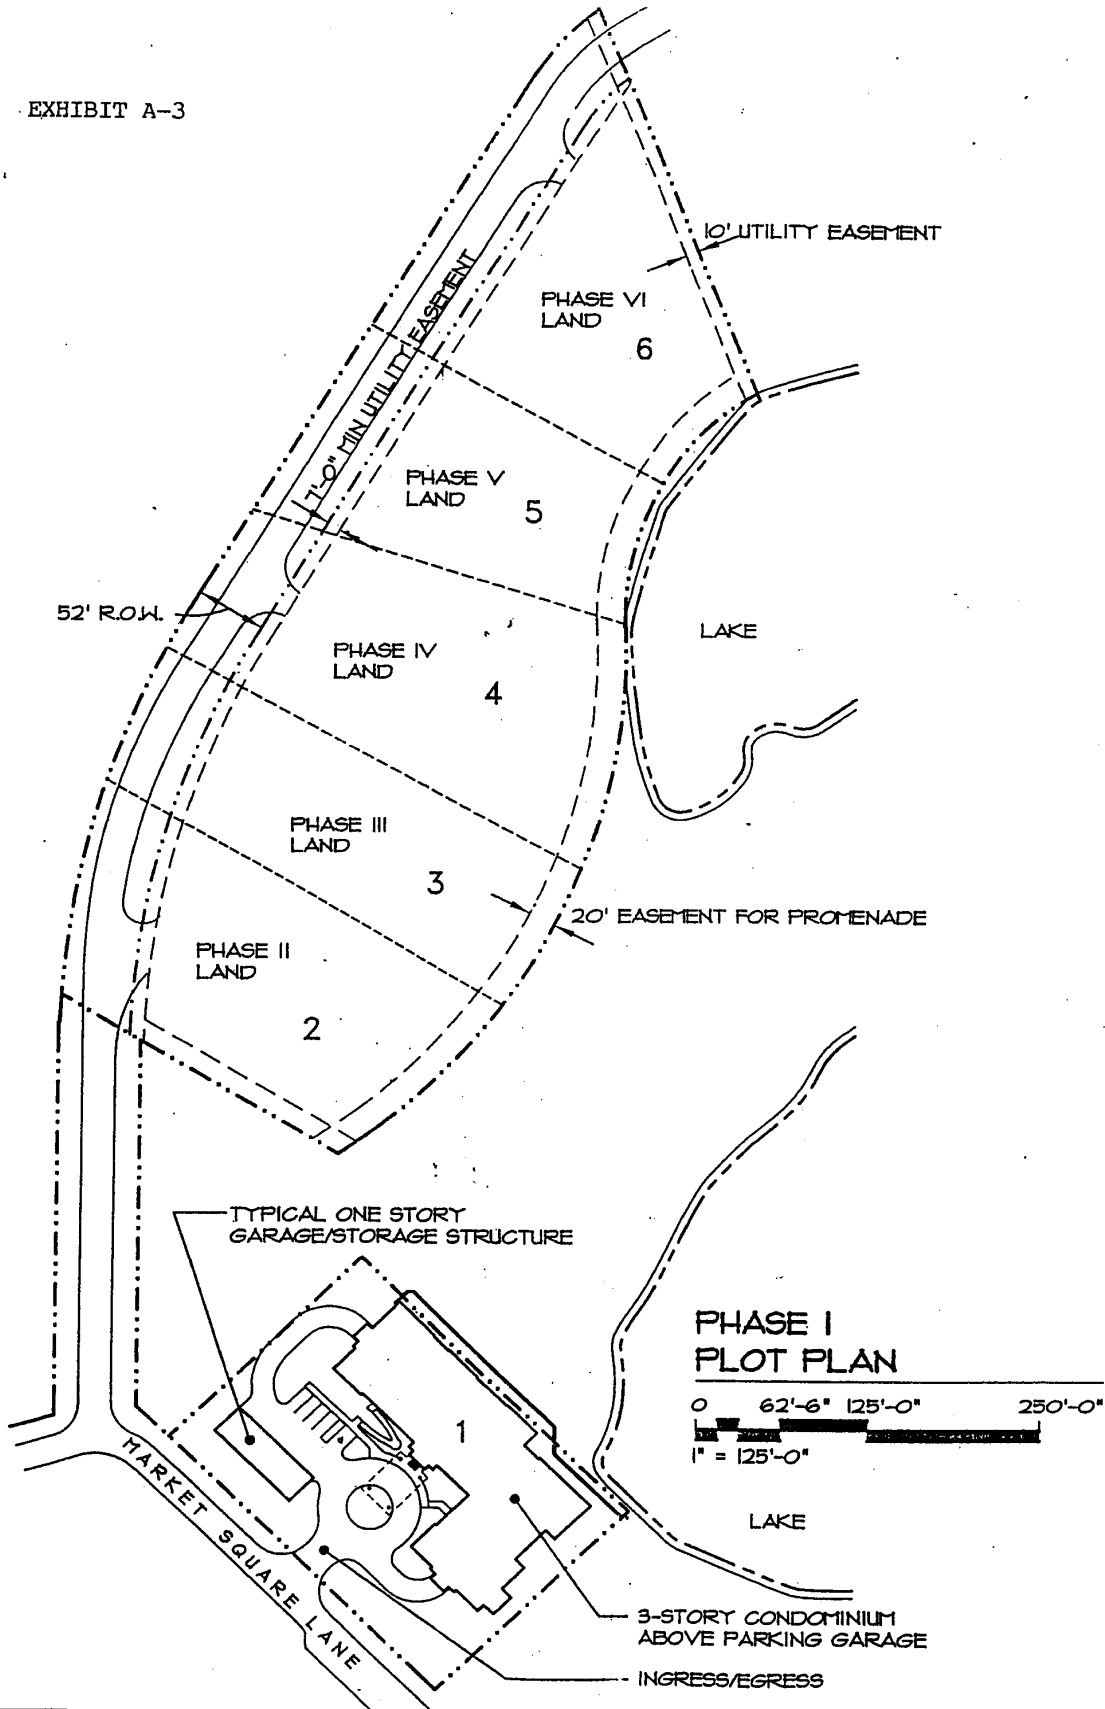 EXHIBIT A-3
10' UTILITY EASEMENT
PHASE VI
LAND
6
7'-0" MIN UTILITY EASEMENT
PHASE V
LAND
5
52' R.O.W.
PHASE IV
LAND
4
LAKE
PHASE III
LAND
3
20' EASEMENT FOR PROMENADE
PHASE II
LAND
2
TYPICAL ONE STORY
GARAGE/STORAGE STRUCTURE
PHASE I
PLOT PLAN
0 62'-6" 125'-0" 250'-0"
1" = 125'-0"
1
MARKET SQUARE LANE
LAKE
3-STORY CONDOMINIUM
ABOVE PARKING GARAGE
INGRESS/EGRESS